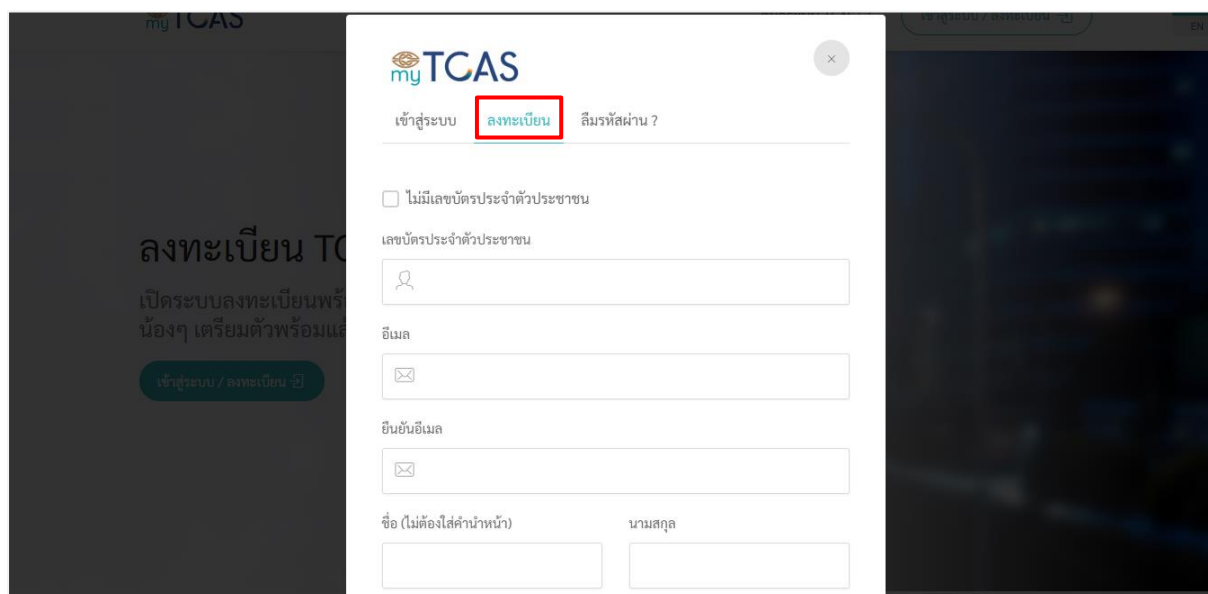 myTCAS
EN
myTCAS
×
เข้าสู่ระบบ ลงทะเบียน ลืมรหัสผ่าน ?
ไม่มีเลขบัตรประจำตัวประชาชน
เลขบัตรประจำตัวประชาชน
อีเมล
ยืนยันอีเมล
ชื่อ (ไม่ต้องใส่คำนำหน้า) นามสกุล
ลงทะเบียน TC
เปิดระบบลงทะเบียนพร้
น้องๆ เตรียมตัวพร้อมแล้
เข้าสู่ระบบ / ลงทะเบียน